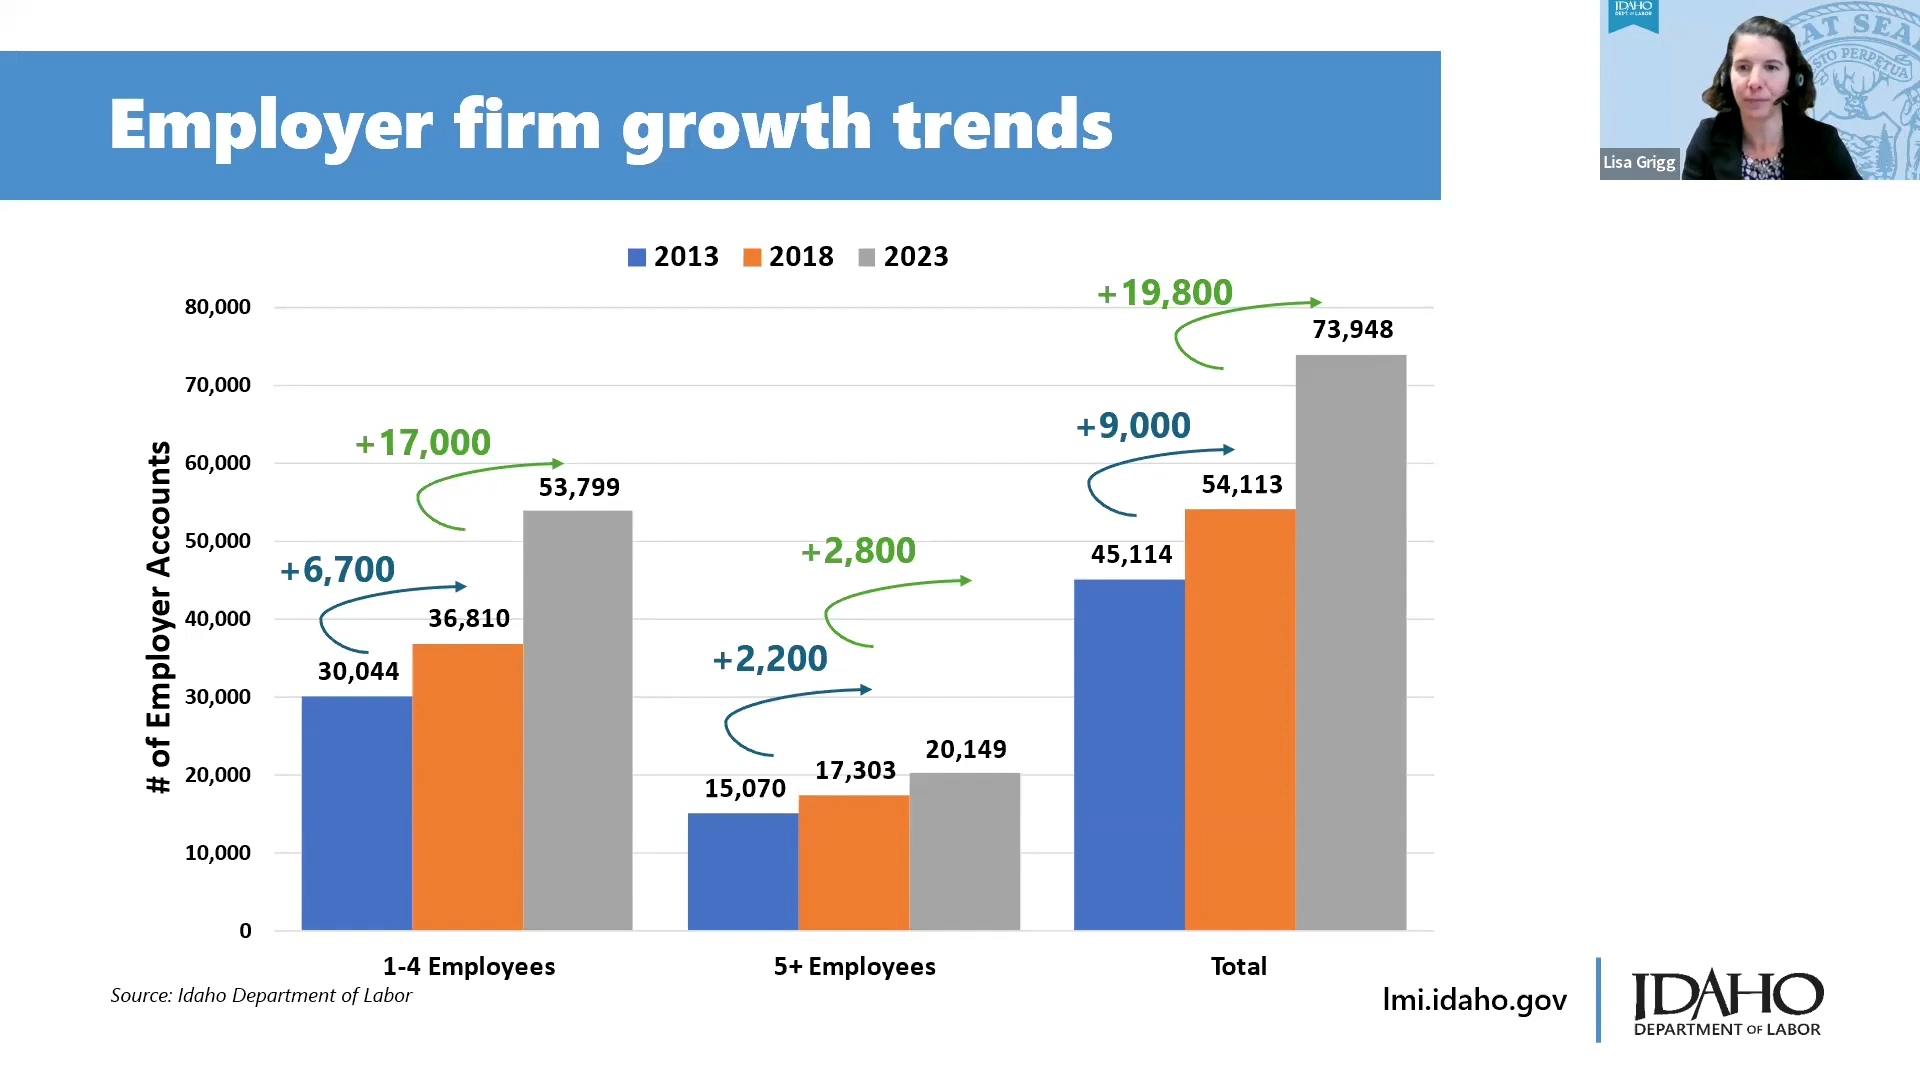 Employer firm growth trends
IDAHO
DEPT. OF LABOR
Lisa Grigg
2013 2018 2023
# of Employer Accounts
80,000
70,000
60,000
50,000
40,000
30,000
20,000
10,000
0
+6,700
+17,000
30,044
36,810
53,799
+2,200
+2,800
15,070
17,303
20,149
+9,000
+19,800
45,114
54,113
73,948
1-4 Employees
5+ Employees
Total
Source: Idaho Department of Labor
lmi.idaho.gov
IDAHO
DEPARTMENT OF LABOR